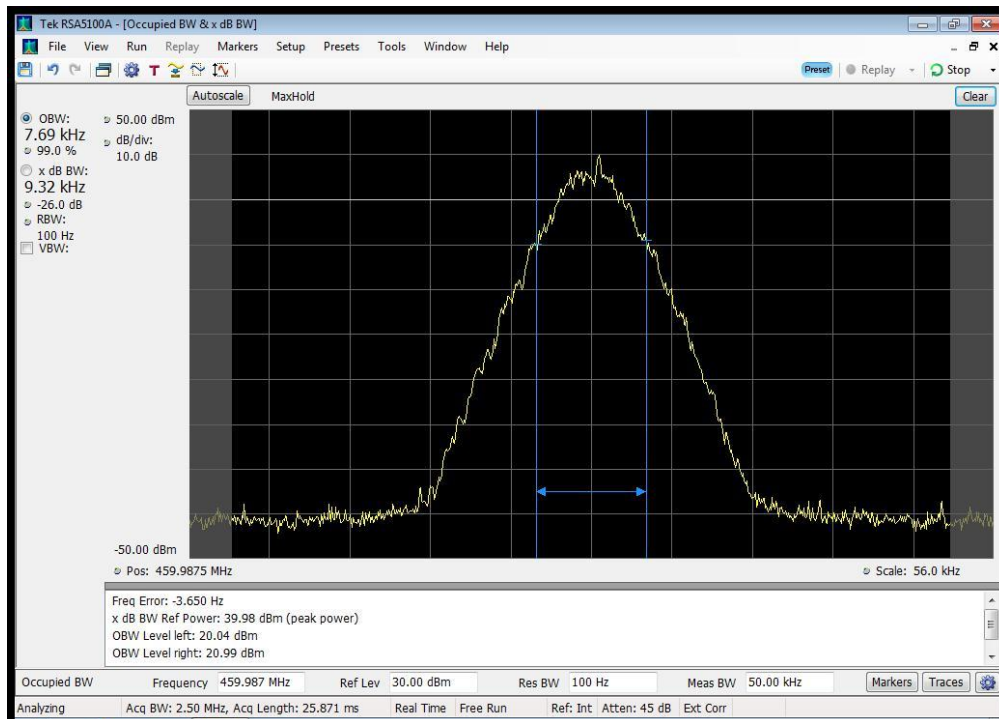 Tek RSA5100A - [Occupied BW & x dB BW]
File View Run Replay Markers Setup Presets Tools Window Help
T Preset Replay Stop
Autoscale MaxHold Clear
OBW:
7.69 kHz
99.0 %
x dB BW:
9.32 kHz
-26.0 dB
RBW:
100 Hz
VBW:
50.00 dBm
dB/div:
10.0 dB
-50.00 dBm
Pos: 459.9875 MHz Scale: 56.0 kHz
Freq Error: -3.650 Hz
x dB BW Ref Power: 39.98 dBm (peak power)
OBW Level left: 20.04 dBm
OBW Level right: 20.99 dBm
Occupied BW Frequency 459.987 MHz Ref Lev 30.00 dBm Res BW 100 Hz Meas BW 50.00 kHz Markers Traces
Analyzing Acq BW: 2.50 MHz, Acq Length: 25.871 ms Real Time Free Run Ref: Int Atten: 45 dB Ext Corr